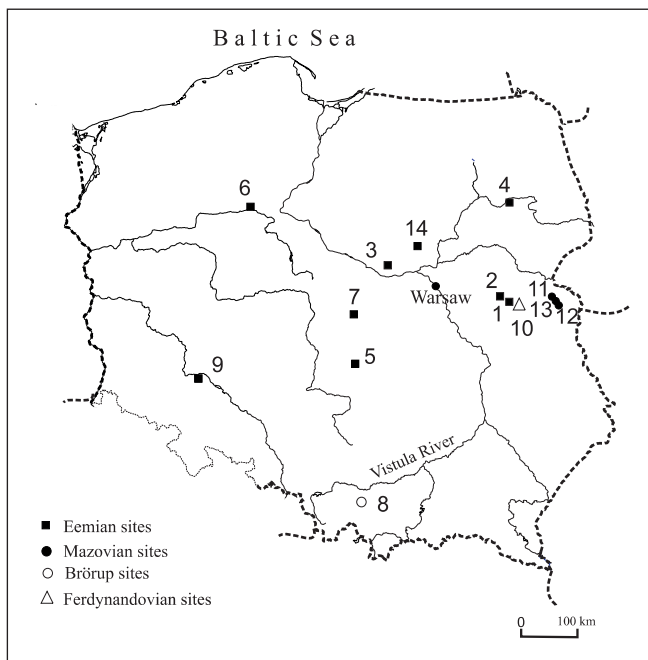 Baltic Sea
6
4
14
3
Warsaw
2
11
1
13
12
10
7
5
9
Vistula River
8
Eemian sites
Mazovian sites
Brörup sites
Ferdynandovian sites
0 100 km